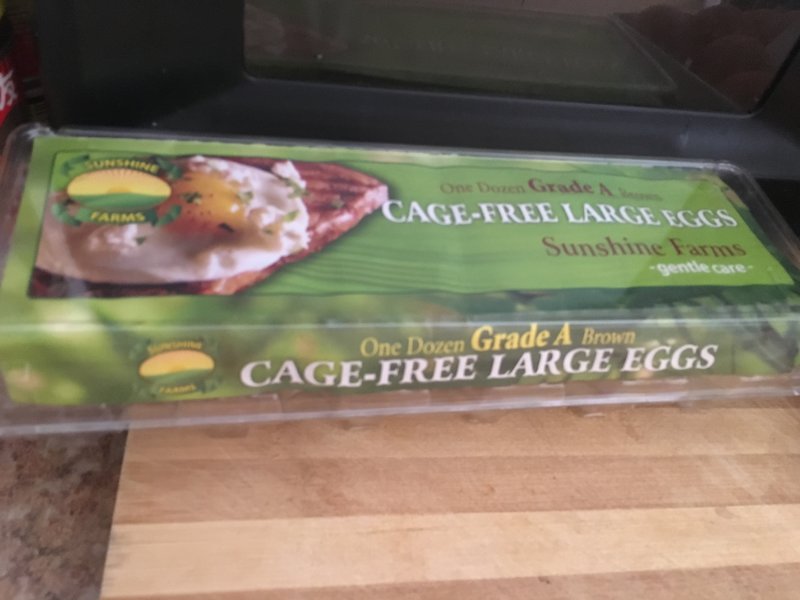 SUNSHINE
FARMS
One Dozen Grade A Brown
CAGE-FREE LARGE EGGS
Sunshine Farms
-gentle care-
SUNSHINE
FARMS
One Dozen Grade A Brown
CAGE-FREE LARGE EGGS